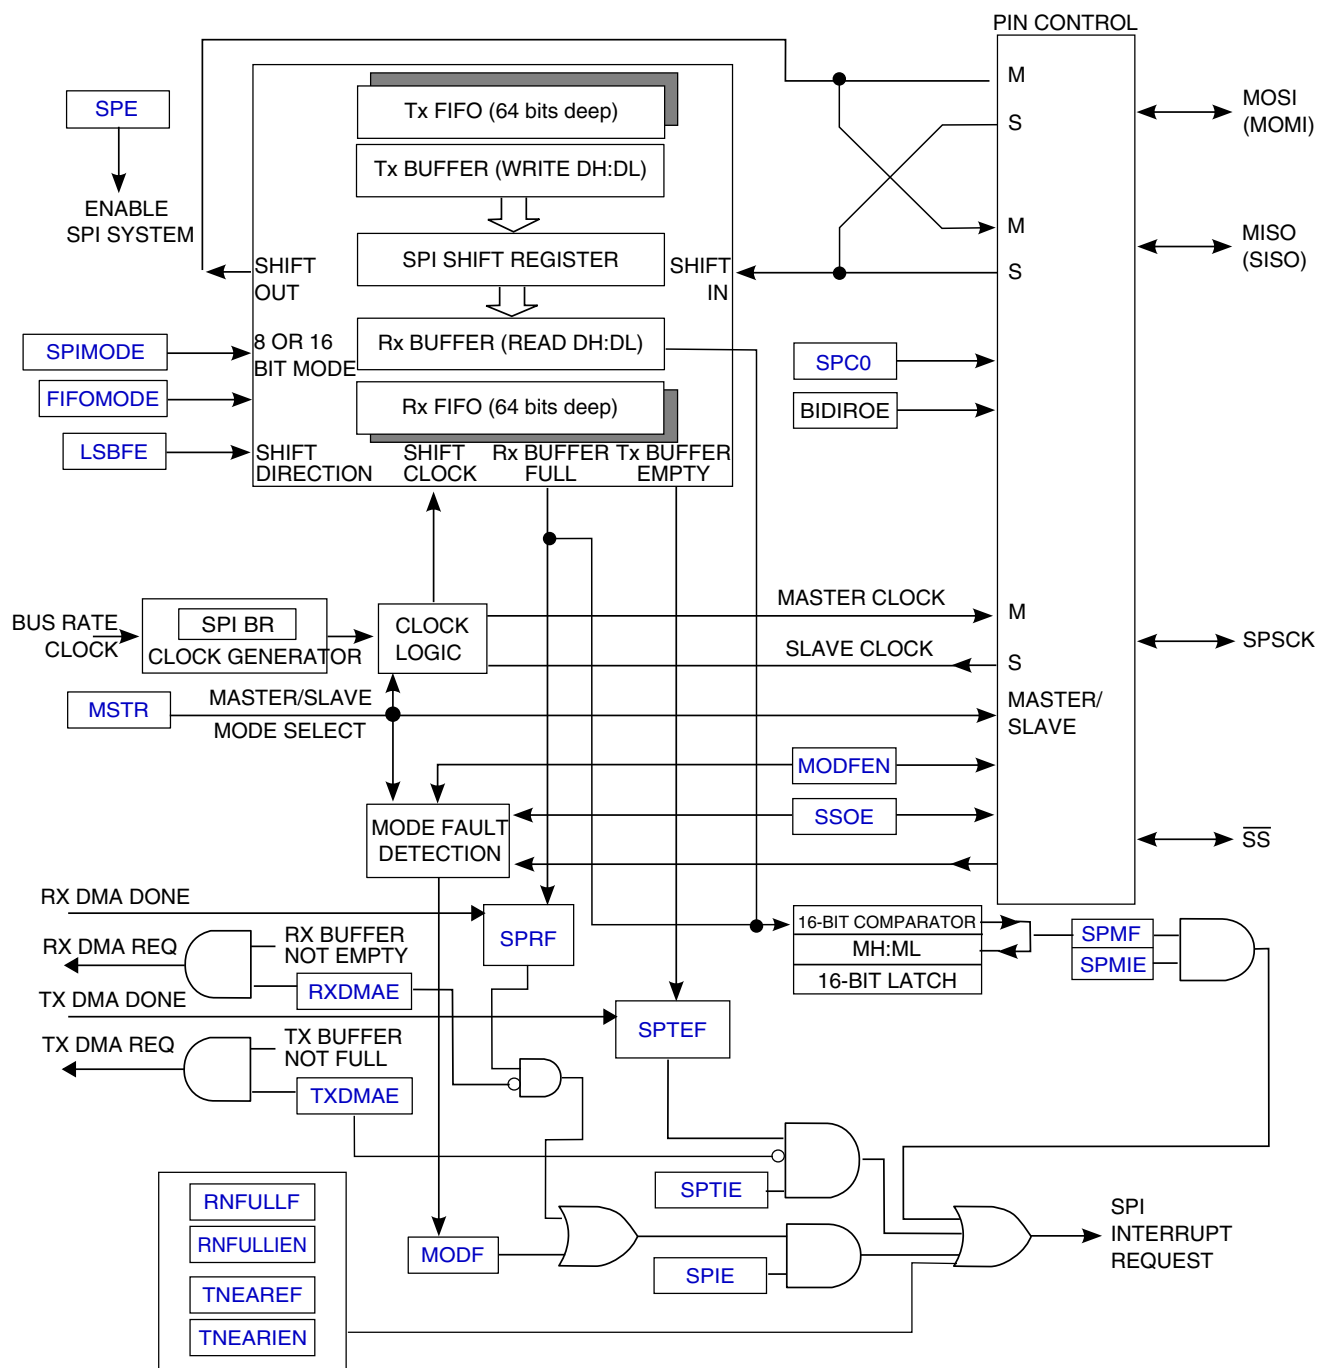 PIN CONTROL
SPE
ENABLE
SPI SYSTEM
Tx FIFO (64 bits deep)
Tx BUFFER (WRITE DH:DL)
SPI SHIFT REGISTER
Rx BUFFER (READ DH:DL)
Rx FIFO (64 bits deep)
SHIFT
OUT
SHIFT
IN
8 OR 16
BIT MODE
SHIFT
DIRECTION
SHIFT
CLOCK
Rx BUFFER
FULL
Tx BUFFER
EMPTY
SPIMODE
FIFOMODE
LSBFE
M
S
M
S
MOSI
(MOMI)
MISO
(SISO)
SPC0
BIDIROE
BUS RATE
CLOCK
SPI BR
CLOCK GENERATOR
CLOCK
LOGIC
MASTER CLOCK
M
SLAVE CLOCK
S
SPSCK
MSTR
MASTER/SLAVE
MODE SELECT
MASTER/
SLAVE
MODFEN
SSOE
MODE FAULT
DETECTION
SS
RX DMA DONE
SPRF
RX DMA REQ
RX BUFFER
NOT EMPTY
RXDMAE
TX DMA DONE
SPTEF
TX DMA REQ
TX BUFFER
NOT FULL
TXDMAE
16-BIT COMPARATOR
MH:ML
16-BIT LATCH
SPMF
SPMIE
RNFULLF
RNFULLIEN
TNEAREF
TNEARIEN
MODF
SPTIE
SPIE
SPI
INTERRUPT
REQUEST